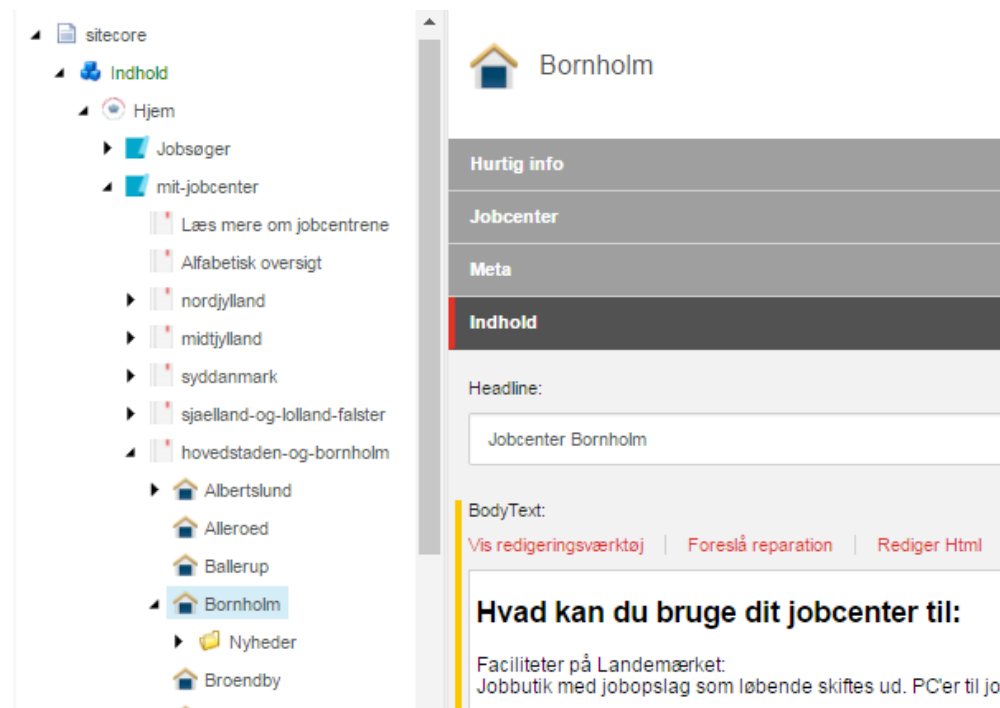 sitecore
Indhold
Hjem
Jobsøger
mit-jobcenter
Læs mere om jobcentrene
Alfabetisk oversigt
nordjylland
midtjylland
syddanmark
sjaelland-og-lolland-falster
hovedstaden-og-bornholm
Albertslund
Alleroed
Ballerup
Bornholm
Nyheder
Broendby
Bornholm
Hurtig info
Jobcenter
Meta
Indhold
Headline:
Jobcenter Bornholm
BodyText:
Vis redigeringsværktøj | Foreslå reparation | Rediger Html
Hvad kan du bruge dit jobcenter til:
Faciliteter på Landemærket:
Jobbutik med jobopslag som løbende skiftes ud. PC'er til jo